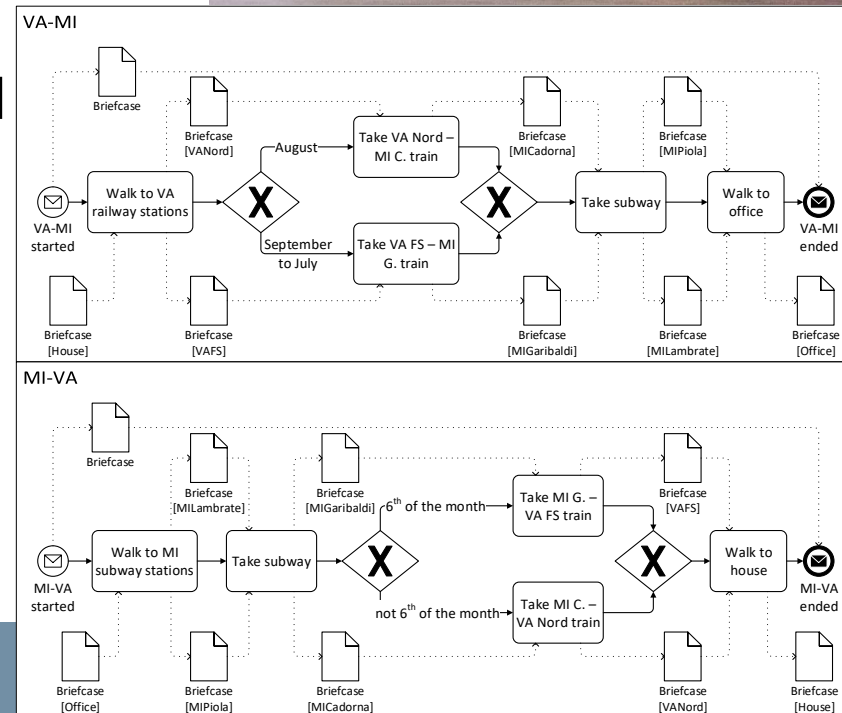 VA-MI
Briefcase
Briefcase
[VANord]
Briefcase
[MICadorna]
Briefcase
[MIPiola]
August
Take VA Nord –
MI C. train
VA-MI
started
Walk to VA
railway stations
X
X
Take subway
Walk to
office
VA-MI
ended
September
to July
Take VA FS – MI
G. train
Briefcase
[House]
Briefcase
[VAFS]
Briefcase
[MIGaribaldi]
Briefcase
[MILambrate]
Briefcase
[Office]
MI-VA
Briefcase
Briefcase
[MILambrate]
Briefcase
[MIGaribaldi]
Briefcase
[VAFS]
6th of the month
Take MI G. –
VA FS train
MI-VA
started
Walk to MI
subway stations
Take subway
X
X
Walk to
house
MI-VA
ended
not 6th of the month
Take MI C. –
VA Nord train
Briefcase
[Office]
Briefcase
[MIPiola]
Briefcase
[MICadorna]
Briefcase
[VANord]
Briefcase
[House]